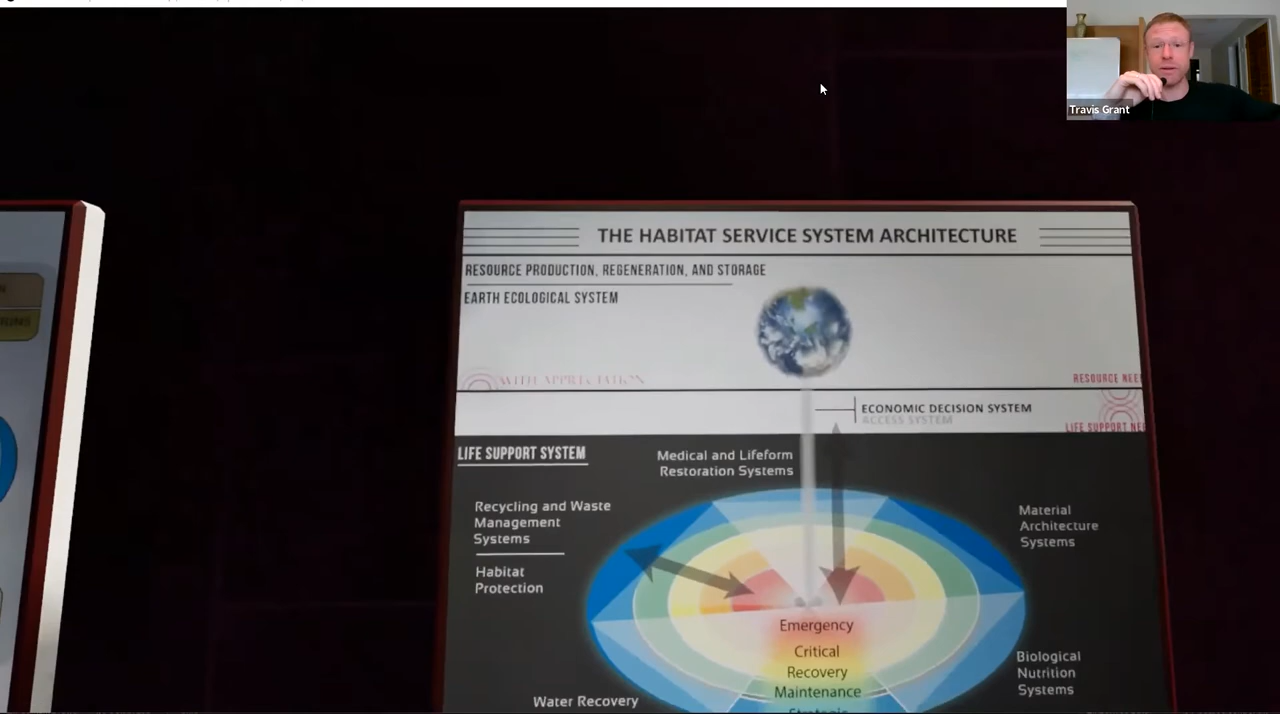 Travis Grant
THE HABITAT SERVICE SYSTEM ARCHITECTURE
RESOURCE PRODUCTION, REGENERATION, AND STORAGE
EARTH ECOLOGICAL SYSTEM
WITH APPRECIATION
RESOURCE NEE
ECONOMIC DECISION SYSTEM
ACCESS SYSTEM
LIFE SUPPORT NEE
LIFE SUPPORT SYSTEM
Medical and Lifeform
Restoration Systems
Recycling and Waste
Management
Systems
Habitat
Protection
Material
Architecture
Systems
Emergency
Critical
Recovery
Maintenance
Strategic
Biological
Nutrition
Systems
Water Recovery